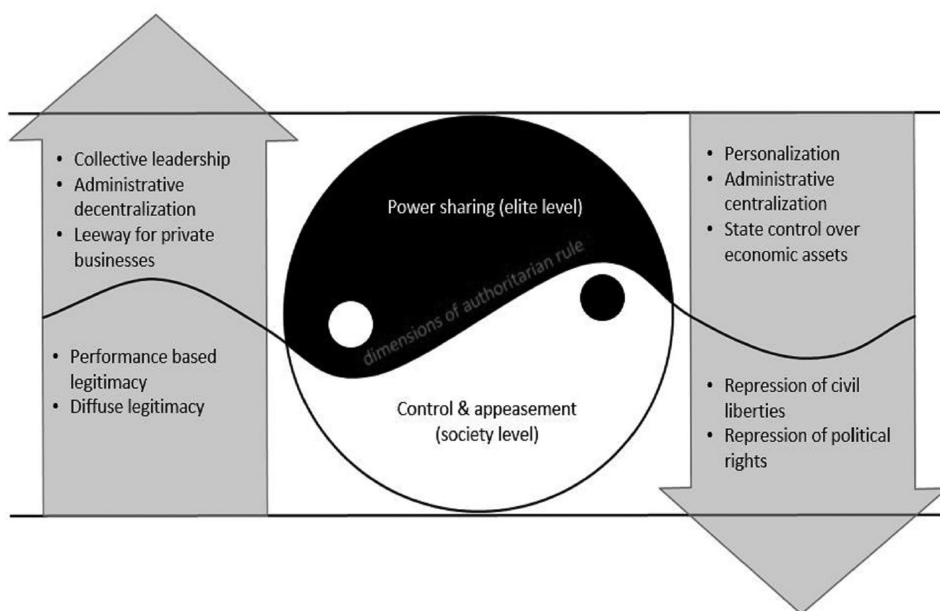 • Collective leadership
• Administrative
decentralization
• Leeway for private
businesses
• Performance based
legitimacy
• Diffuse legitimacy
Power sharing (elite level)
dimensions of authoritarian rule
Control & appeasement
(society level)
• Personalization
• Administrative
centralization
• State control over
economic assets
• Repression of civil
liberties
• Repression of political
rights